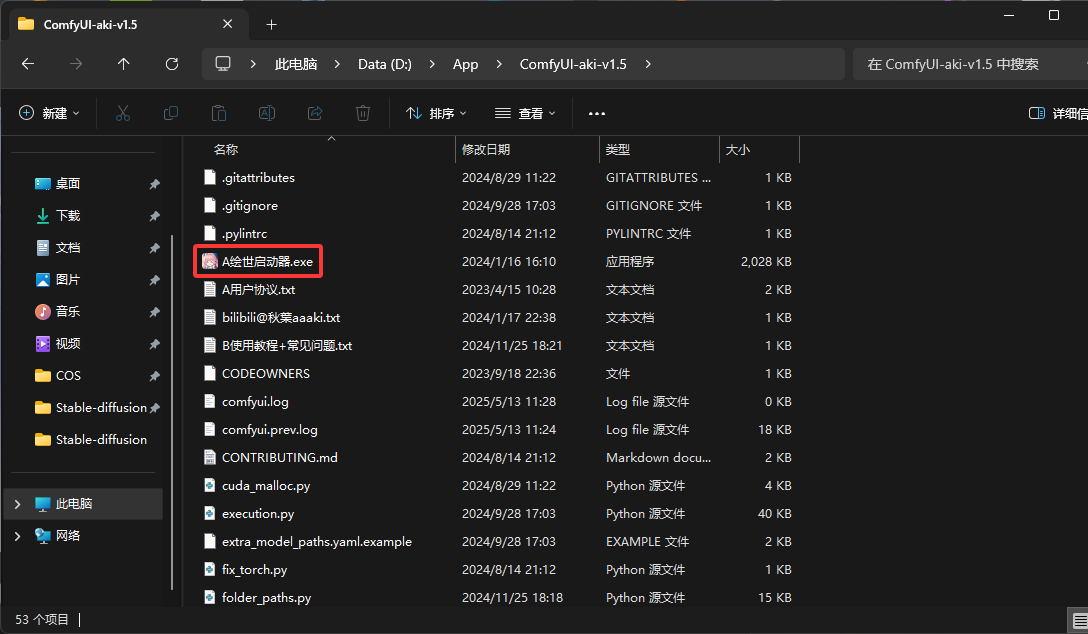 ComfyUI-aki-v1.5
此电脑 Data (D:) App ComfyUI-aki-v1.5
在 ComfyUI-aki-v1.5 中搜索
新建 排序 查看 详细信
名称 修改日期 类型 大小
桌面
下载
文档
图片
音乐
视频
COS
Stable-diffusion
Stable-diffusion
此电脑
网络
.gitattributes 2024/8/29 11:22 GITATTRIBUTES ... 1 KB
.gitignore 2024/9/28 17:03 GITIGNORE 文件 1 KB
.pylintrc 2024/8/14 21:12 PYLINTRC 文件 1 KB
A绘世启动器.exe 2024/1/16 16:10 应用程序 2,028 KB
A用户协议.txt 2023/4/15 10:28 文本文档 2 KB
bilibili@秋葉aaaki.txt 2024/1/17 22:38 文本文档 1 KB
B使用教程+常见问题.txt 2024/11/25 18:21 文本文档 1 KB
CODEOWNERS 2023/9/18 22:36 文件 1 KB
comfyui.log 2025/5/13 11:28 Log file 源文件 0 KB
comfyui.prev.log 2025/5/13 11:24 Log file 源文件 18 KB
CONTRIBUTING.md 2024/8/14 21:12 Markdown docu... 2 KB
cuda_malloc.py 2024/8/29 11:22 Python 源文件 4 KB
execution.py 2024/9/28 17:03 Python 源文件 40 KB
extra_model_paths.yaml.example 2024/9/28 17:03 EXAMPLE 文件 2 KB
fix_torch.py 2024/8/14 21:12 Python 源文件 1 KB
folder_paths.py 2024/11/25 18:18 Python 源文件 15 KB
53 个项目